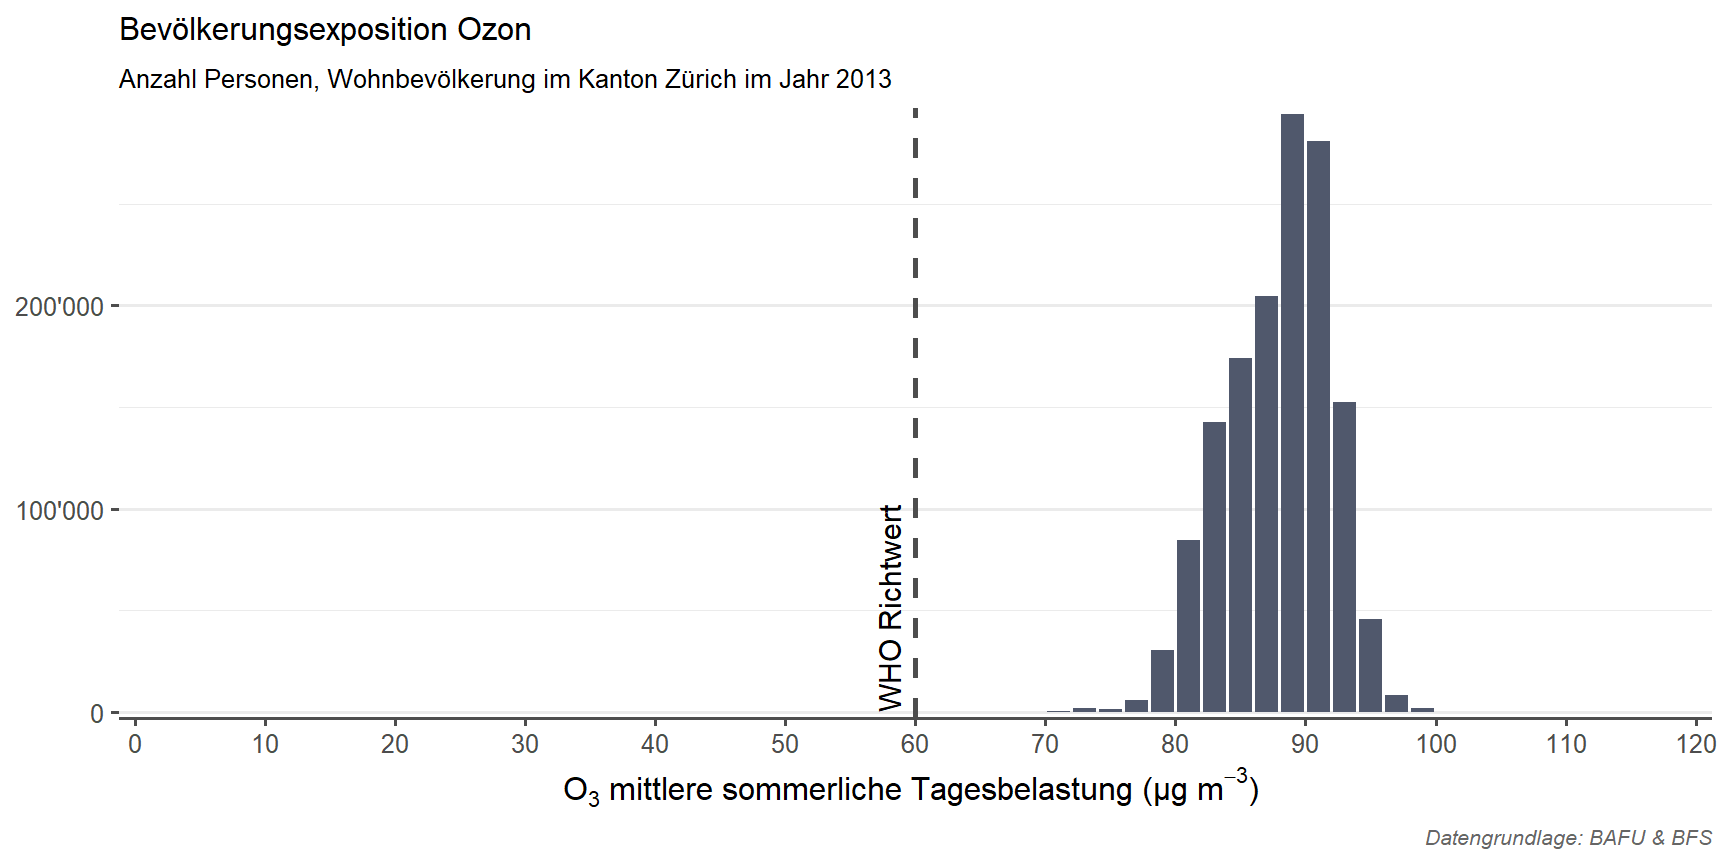 Bevölkerungsexposition Ozon
Anzahl Personen, Wohnbevölkerung im Kanton Zürich im Jahr 2013
200'000
100'000
0
WHO Richtwert
0 10 20 30 40 50 60 70 80 90 100 110 120
O₃ mittlere sommerliche Tagesbelastung (µg m⁻³)
Datengrundlage: BAFU & BFS